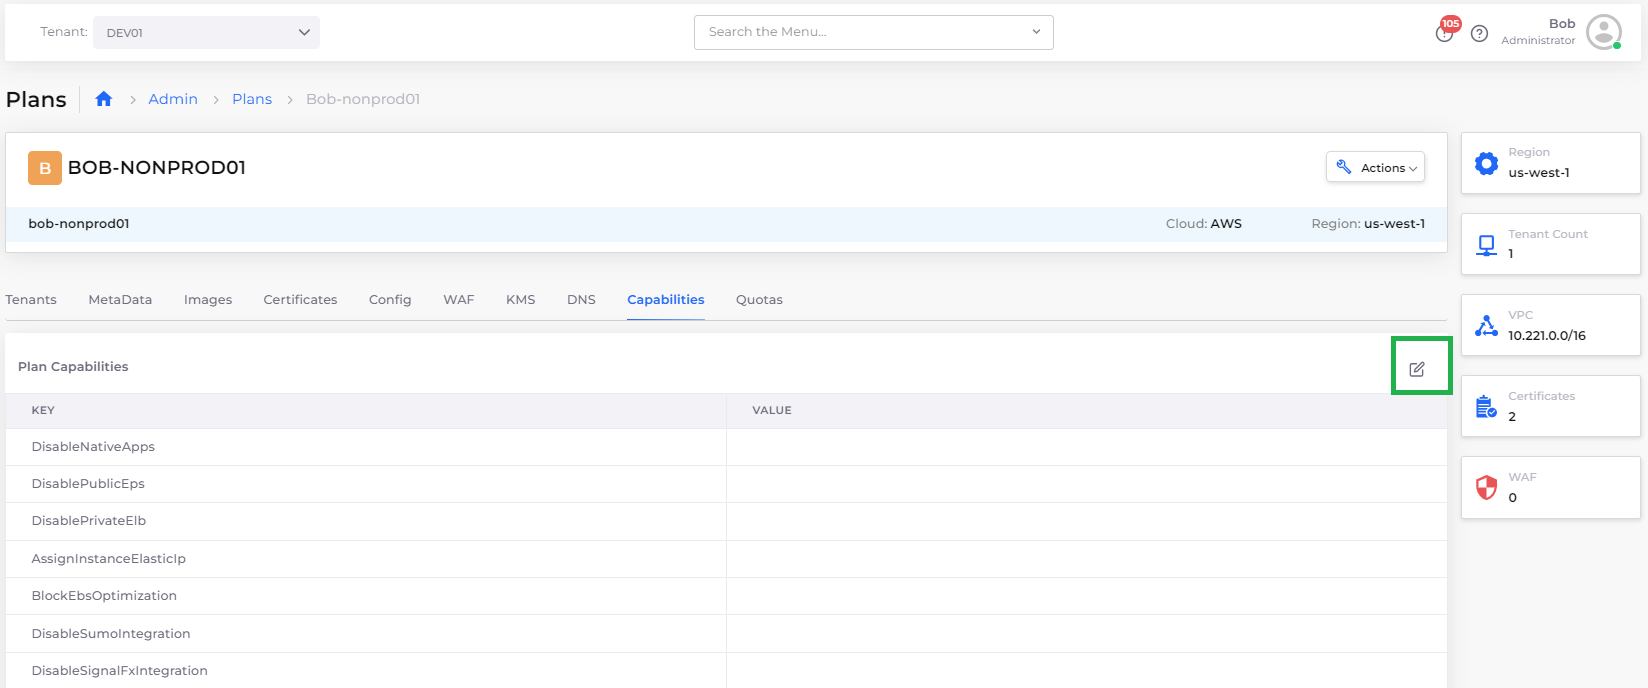 Tenant: DEV01 Search the Menu... 105 Bob
Administrator
Plans > Admin > Plans > Bob-nonprod01
B BOB-NONPROD01 Actions
bob-nonprod01 Cloud: AWS Region: us-west-1
Region
us-west-1
Tenant Count
1
VPC
10.221.0.0/16
Certificates
2
WAF
0
Tenants MetaData Images Certificates Config WAF KMS DNS Capabilities Quotas
Plan Capabilities
KEY VALUE
DisableNativeApps
DisablePublicEps
DisablePrivateElb
AssignInstanceElasticIp
BlockEbsOptimization
DisableSumoIntegration
DisableSignalFxIntegration